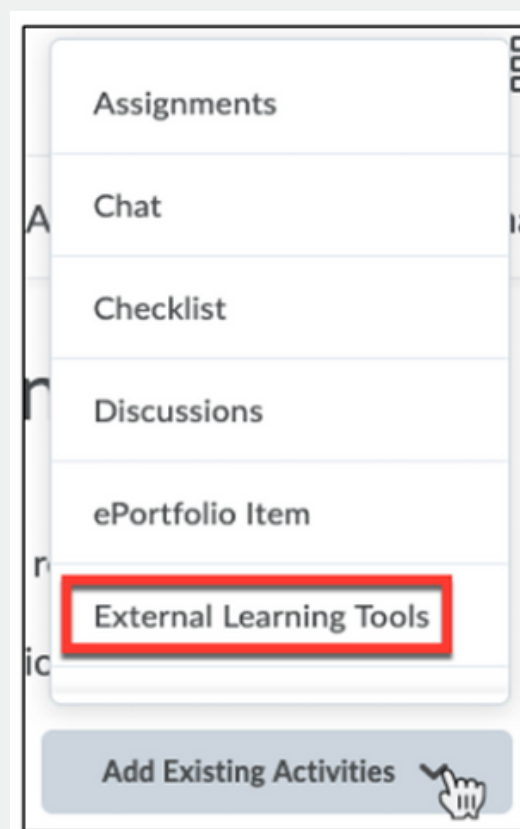 Assignments
Chat
Checklist
Discussions
ePortfolio Item
External Learning Tools
Add Existing Activities